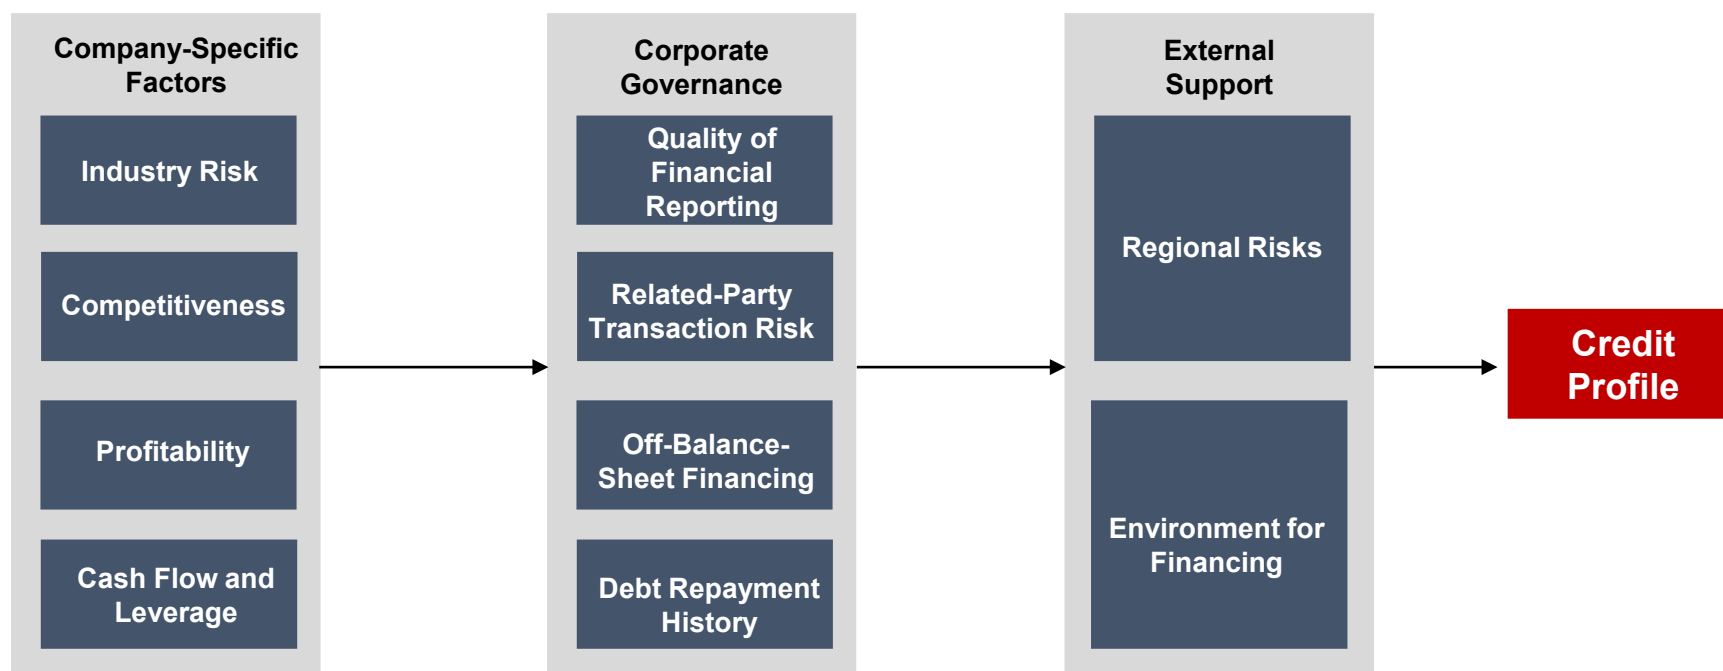 Company-Specific
Factors
Industry Risk
Competitiveness
Profitability
Cash Flow and
Leverage
Corporate
Governance
Quality of
Financial
Reporting
Related-Party
Transaction Risk
Off-Balance-
Sheet Financing
Debt Repayment
History
External
Support
Regional Risks
Environment for
Financing
Credit
Profile